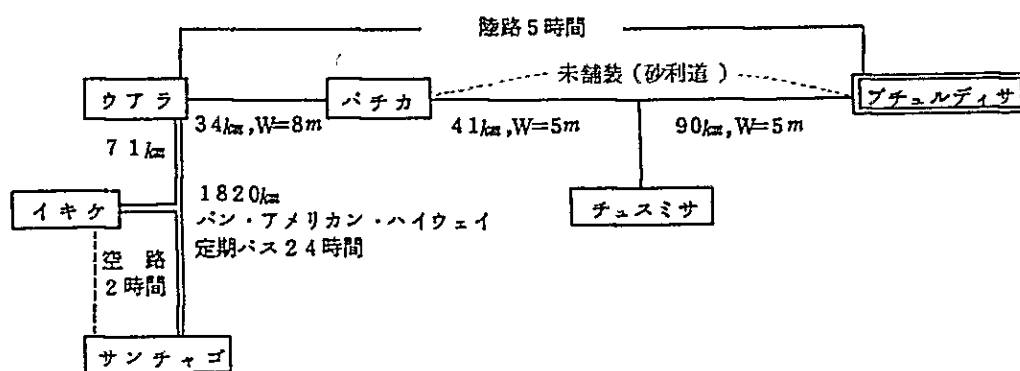 陸路5時間
未舗装(砂利道)
ウアラ
パチカ
プチュルディサ
34km,W=8m
41km,W=5m
90km,W=5m
71km
チュスミサ
イキケ
1820km
パン・アメリカン・ハイウェイ
定期バス24時間
空路
2時間
サンチャゴ